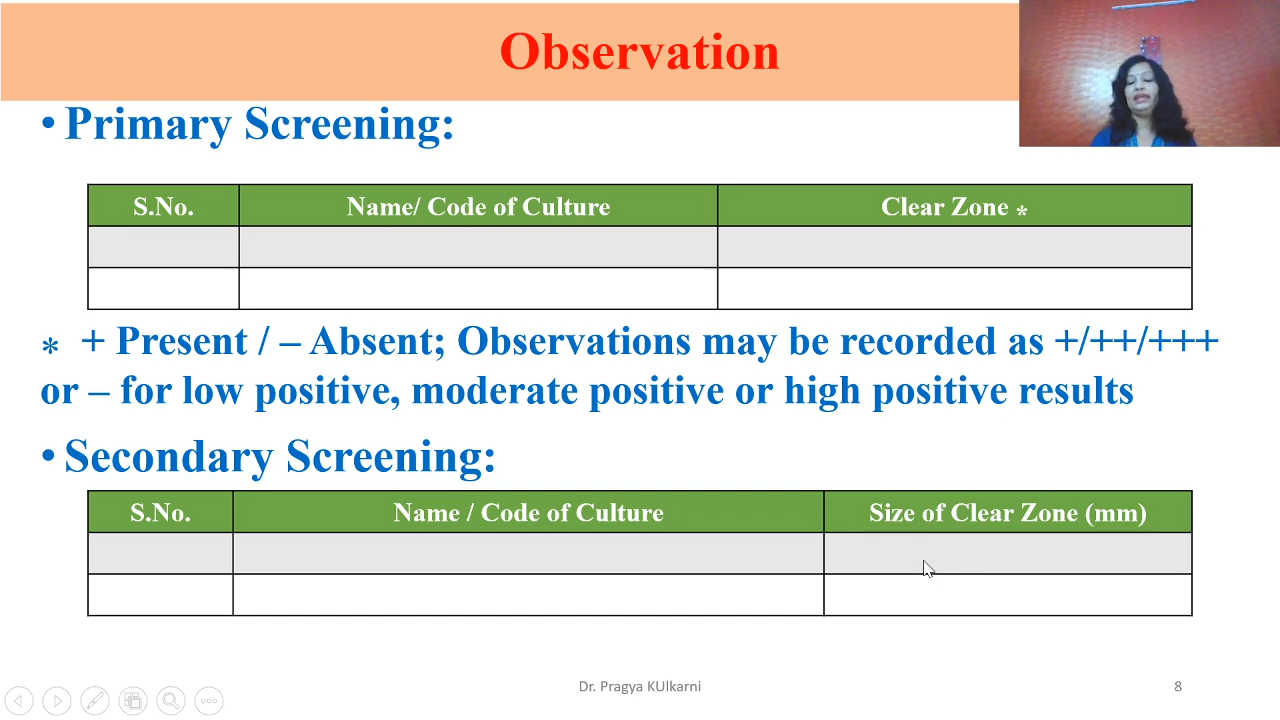 Observation
• Primary Screening:
S.No. Name/ Code of Culture Clear Zone *
* + Present / – Absent; Observations may be recorded as +/++/+++
or – for low positive, moderate positive or high positive results
• Secondary Screening:
S.No. Name / Code of Culture Size of Clear Zone (mm)
Dr. Pragya KUlkarni 8